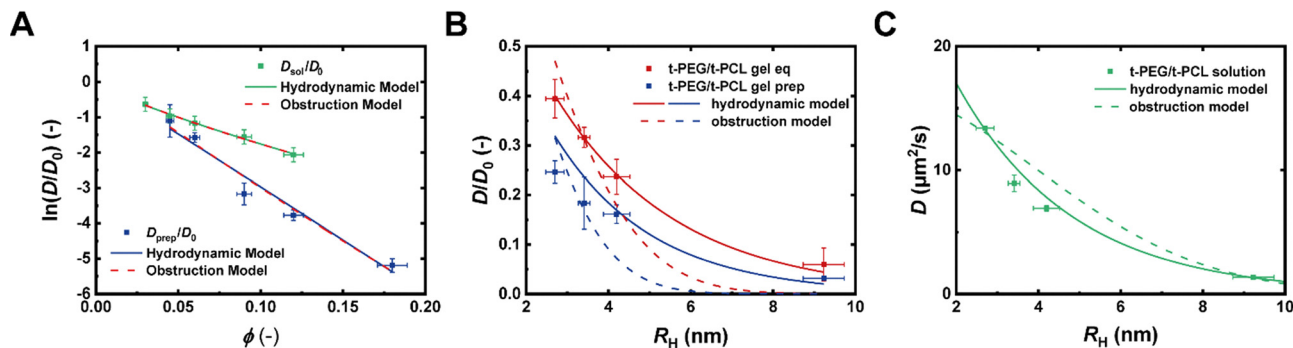 A
ln(D/D₀) (-)
1
0
-1
-2
-3
-4
-5
-6
D_sol/D₀
Hydrodynamic Model
Obstruction Model
D_prep/D₀
Hydrodynamic Model
Obstruction Model
0.00 0.05 0.10 0.15 0.20
ϕ (-)
B
D/D₀ (-)
0.5
0.4
0.3
0.2
0.1
0.0
t-PEG/t-PCL gel eq
t-PEG/t-PCL gel prep
hydrodynamic model
obstruction model
2 4 6 8 10
R_H (nm)
C
D (μm²/s)
20
10
0
t-PEG/t-PCL solution
hydrodynamic model
obstruction model
2 4 6 8 10
R_H (nm)